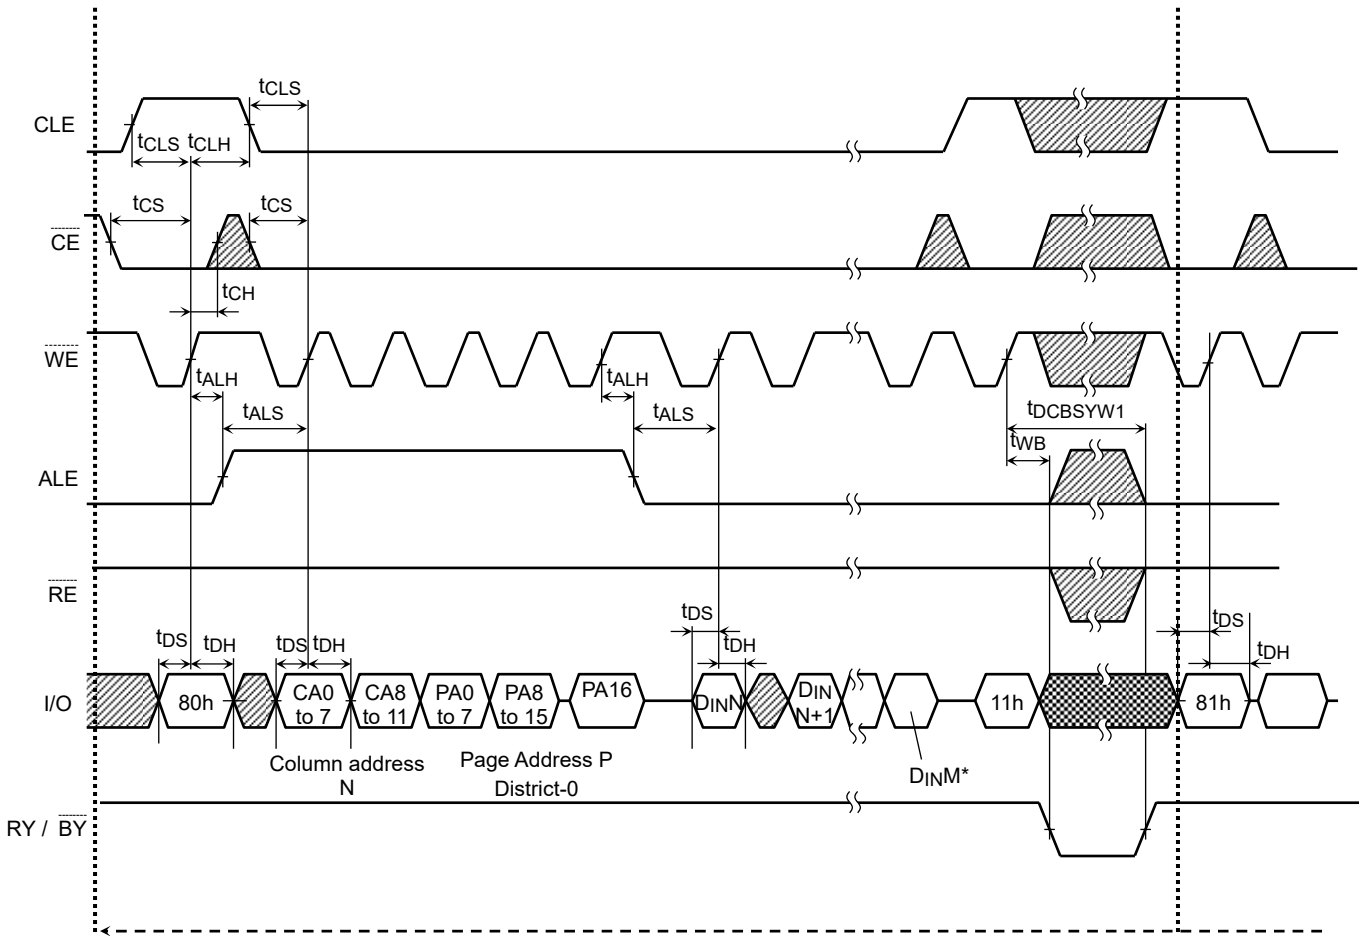 tCLS
CLE
tCLS tCLH
tCS tCS
CE
tCH
WE
tALH tALH
tALS tALS
tDCBSYW1
tWB
ALE
RE
tDS tDH tDS tDH tDS tDH tDS tDH
I/O
80h
CA0 to 7
CA8 to 11
PA0 to 7
PA8 to 15
PA16
DINN
DIN N+1
11h
81h
Column address
N
Page Address P
District-0
DINM*
RY / BY